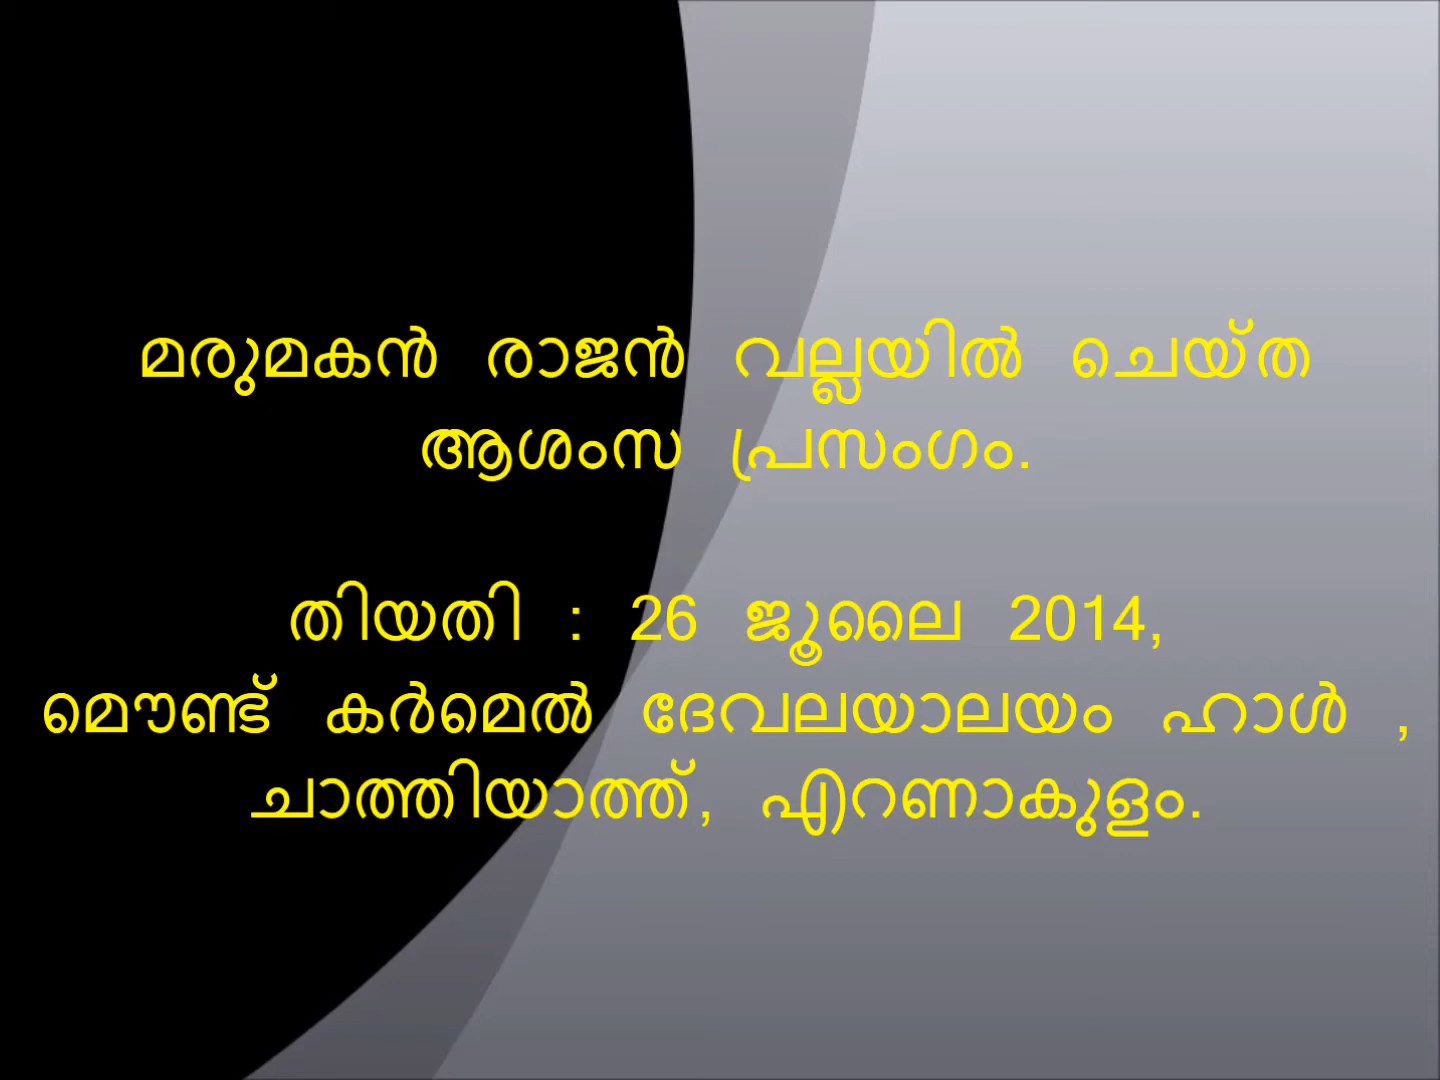 മരുമകൻ രാജൻ വല്ലയിൽ ചെയ്ത
ആശംസ പ്രസംഗം.
തിയതി : 26 ജൂലൈ 2014,
മൌണ്ട് കർമെൽ ദേവലയാലയം ഹാൾ ,
ചാത്തിയാത്ത്, എറണാകുളം.